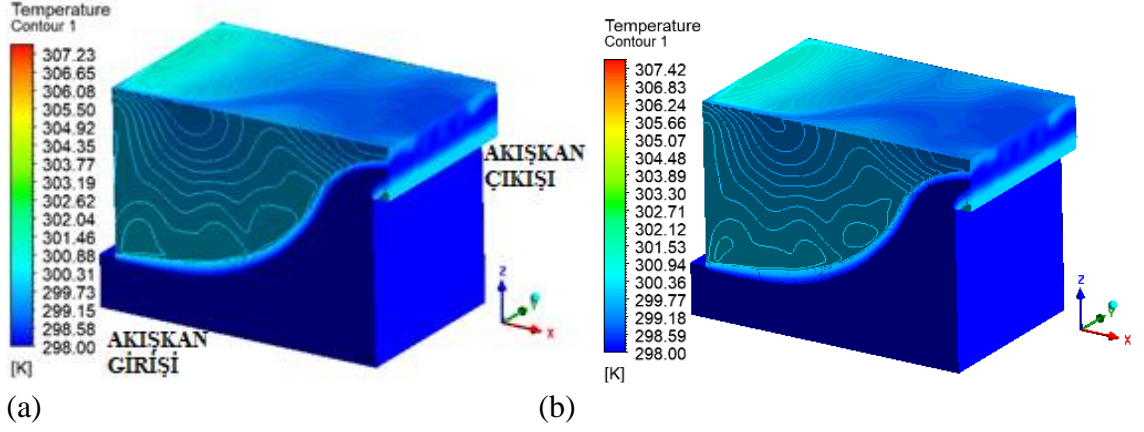 Temperature
Contour 1
307.23
306.65
306.08
305.50
304.92
304.35
303.77
303.19
302.62
302.04
301.46
300.88
300.31
299.73
299.15
298.58
298.00
[K]
AKIŞKAN
ÇIKIŞI
AKIŞKAN
GİRİŞİ
Z
Y
X
(a)
Temperature
Contour 1
307.42
306.83
306.24
305.66
305.07
304.48
303.89
303.30
302.71
302.12
301.53
300.94
300.36
299.77
299.18
298.59
298.00
[K]
Z
Y
X
(b)